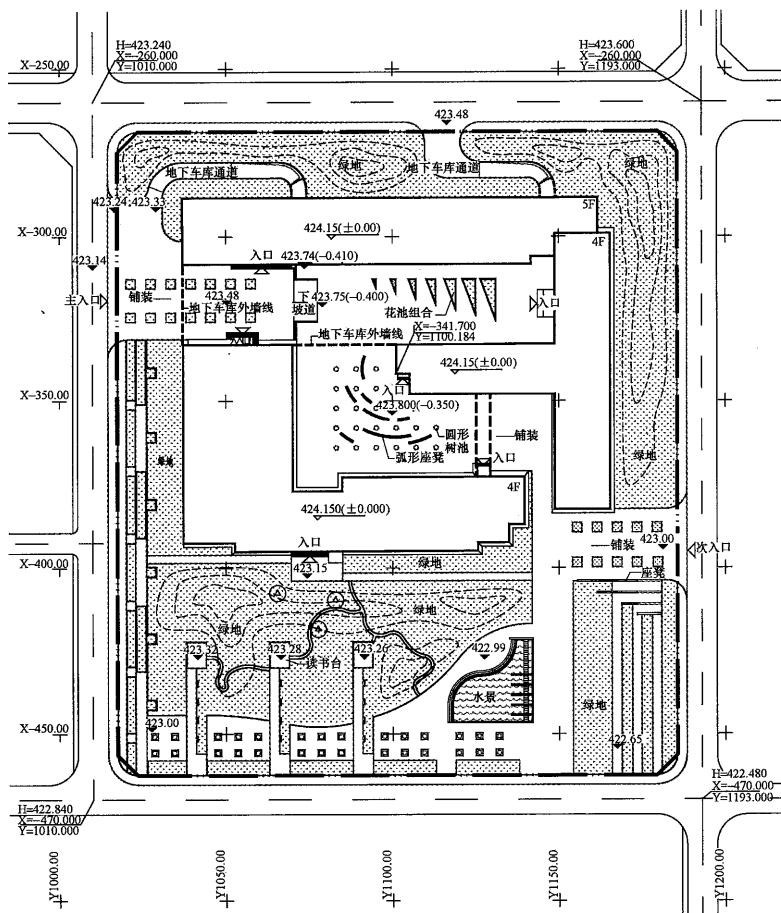 H=423.240
X=-260.000
Y=1010.000
H=423.600
X=-260.000
Y=1193.000
X-250.00
423.48
绿地
地下车库通道
地下车库通道
绿地
5F
423.24
423.33
424.15(±0.00)
4F
X-300.00
入口
423.74(-0.410)
423.14
主入口
铺装
423.48
地下车库外墙线
下
坡道
423.75(-0.400)
花池组合
入口
入口
地下车库外墙线
X=-341.700
Y=1100.184
424.15(±0.00)
X-350.00
入口
423.800(-0.350)
圆形
树池
铺装
弧形座凳
入口
绿地
绿地
4F
424.150(±0.000)
入口
铺装
423.00
次入口
X-400.00
423.15
绿地
座凳
绿地
绿地
423.28
423.26
读书台
422.99
水景
绿地
X-450.00
423.00
422.65
H=422.840
X=-470.000
Y=1010.000
H=422.480
X=-470.000
Y=1193.000
Y1000.00
Y1050.00
Y1100.00
Y1150.00
Y1200.00